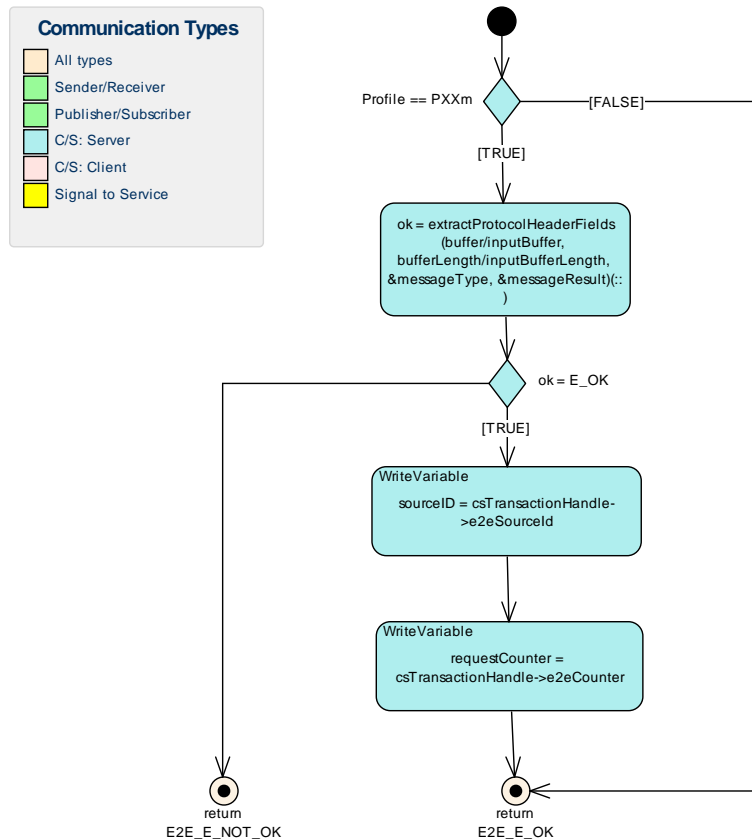 Communication Types
All types
Sender/Receiver
Publisher/Subscriber
C/S: Server
C/S: Client
Signal to Service
Profile == PXXm
[FALSE]
[TRUE]
ok = extractProtocolHeaderFields
(buffer/inputBuffer,
bufferLength/inputBufferLength,
&messageType, &messageResult)(::
)
ok = E_OK
[TRUE]
WriteVariable
sourceID = csTransactionHandle-
>e2eSourceId
WriteVariable
requestCounter =
csTransactionHandle->e2eCounter
return
E2E_E_NOT_OK
return
E2E_E_OK